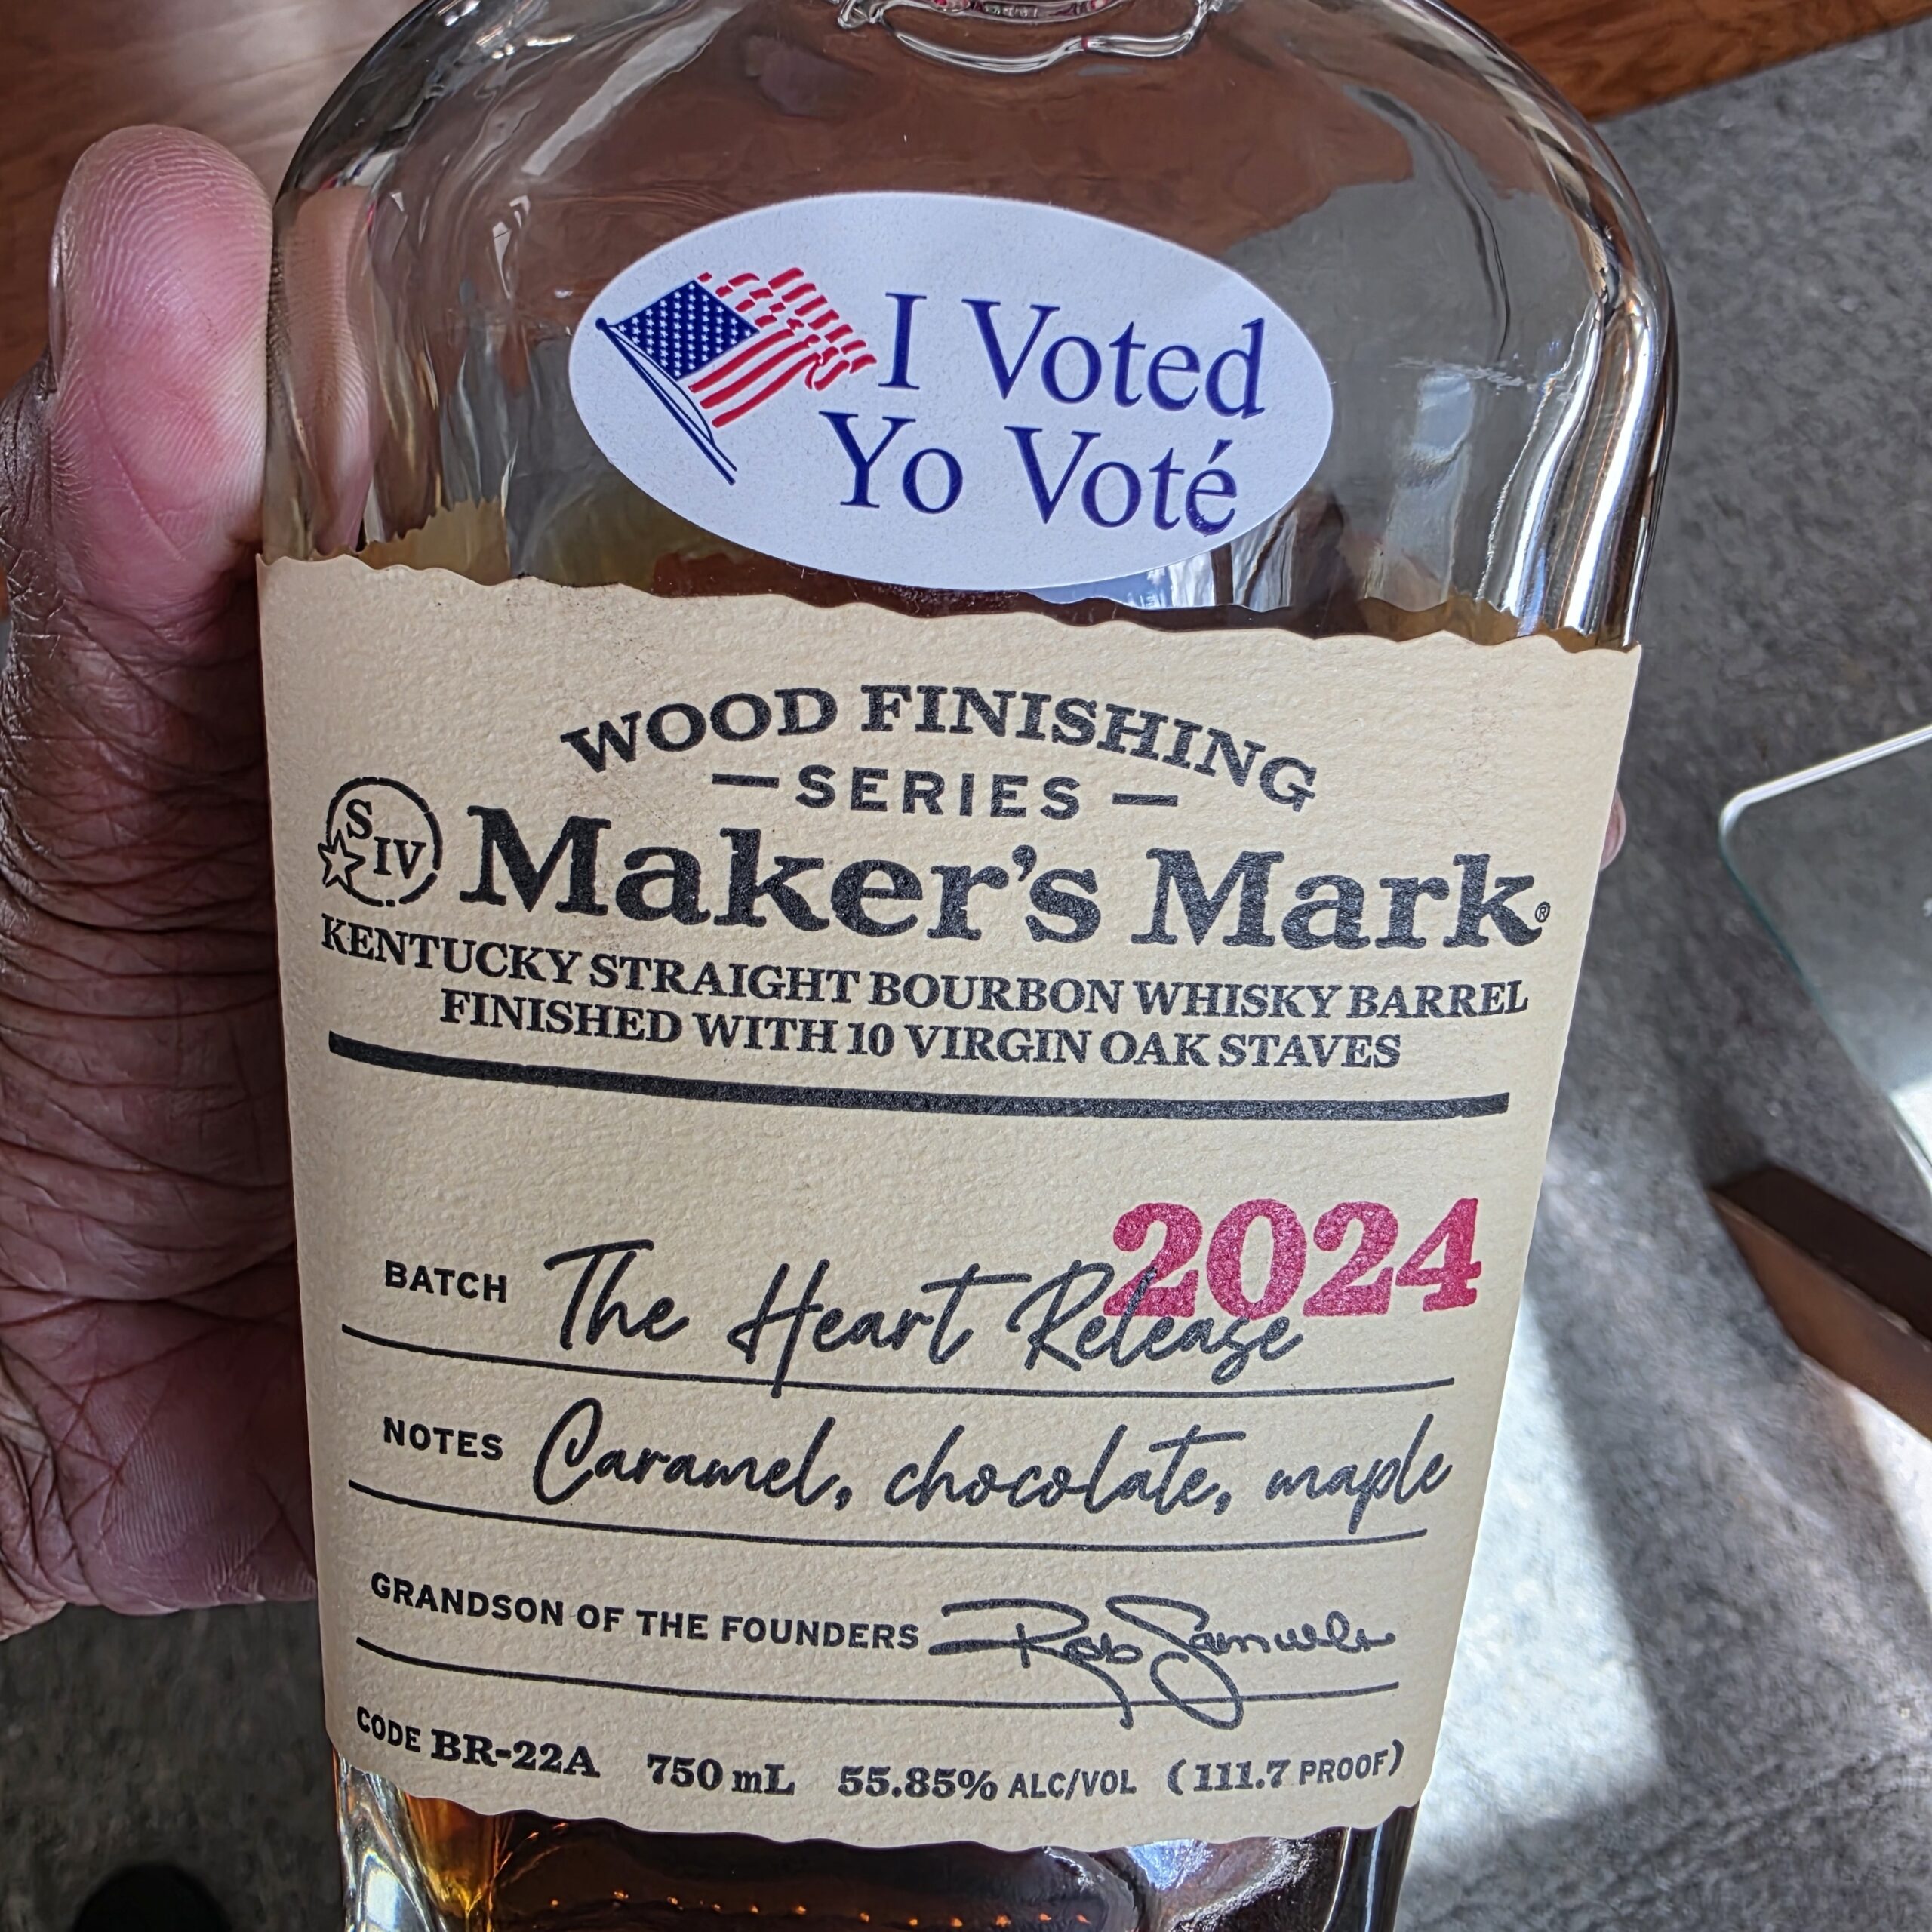 I Voted
Yo Voté
WOOD FINISHING
—SERIES—
S IV
Maker's Mark®
KENTUCKY STRAIGHT BOURBON WHISKY BARREL
FINISHED WITH 10 VIRGIN OAK STAVES
2024
BATCH The Heart Release
NOTES Caramel, chocolate, maple
GRANDSON OF THE FOUNDERS Rob Samuels
CODE BR-22A 750 mL 55.85% ALC/VOL (111.7 PROOF)